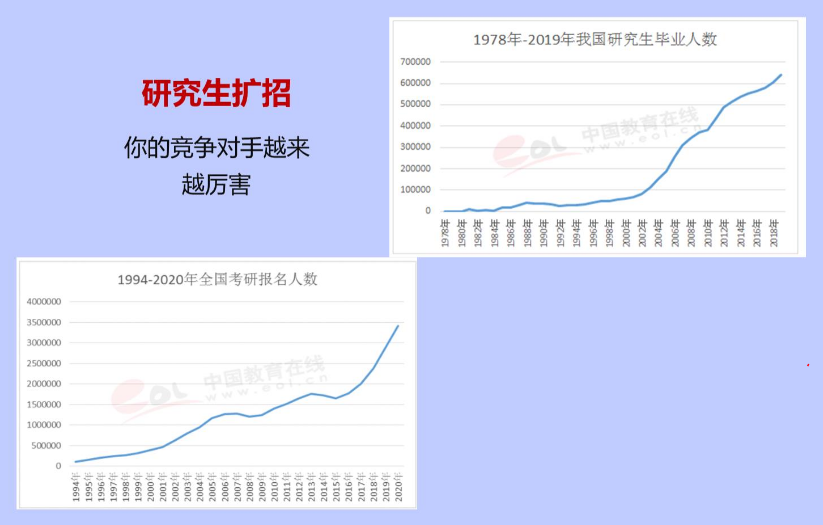 研究生扩招
你的竞争对手越来
越厉害
1978年-2019年我国研究生毕业人数
700000
600000
500000
400000
300000
200000
100000
0
1978年
1980年
1982年
1984年
1986年
1988年
1990年
1992年
1994年
1996年
1998年
2000年
2002年
2004年
2006年
2008年
2010年
2012年
2014年
2016年
2018年
eol 中国教育在线
www.eol.cn
1994-2020年全国考研报名人数
4000000
3500000
3000000
2500000
2000000
1500000
1000000
500000
0
1994年
1995年
1996年
1997年
1998年
1999年
2000年
2001年
2002年
2003年
2004年
2005年
2006年
2007年
2008年
2009年
2010年
2011年
2012年
2013年
2014年
2015年
2016年
2017年
2018年
2019年
2020年
eol 中国教育在线
www.eol.cn